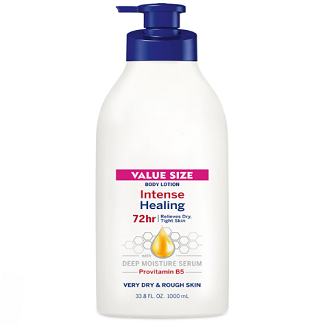 VALUE SIZE
BODY LOTION
Intense
Healing
72hr Relieves Dry,
Tight Skin
with
DEEP MOISTURE SERUM
Provitamin B5
VERY DRY & ROUGH SKIN
33.8 FL. OZ. 1000 mL